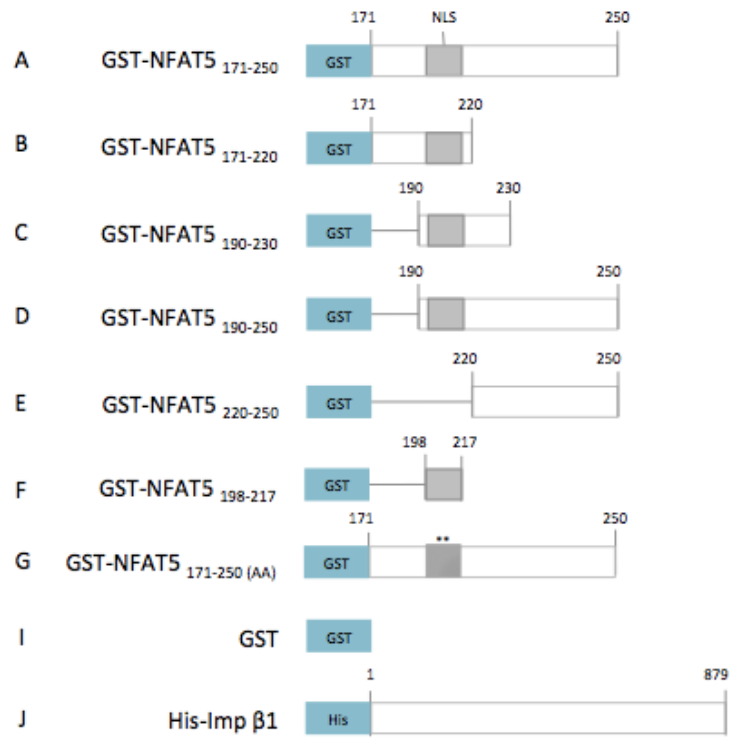 171 NLS 250
A GST-NFAT5 171-250 GST
171 220
B GST-NFAT5 171-220 GST
190 230
C GST-NFAT5 190-230 GST
190 250
D GST-NFAT5 190-250 GST
220 250
E GST-NFAT5 220-250 GST
198 217
F GST-NFAT5 198-217 GST
171 ** 250
G GST-NFAT5 171-250 (AA) GST
I GST GST
1 879
J His-Imp β1 His